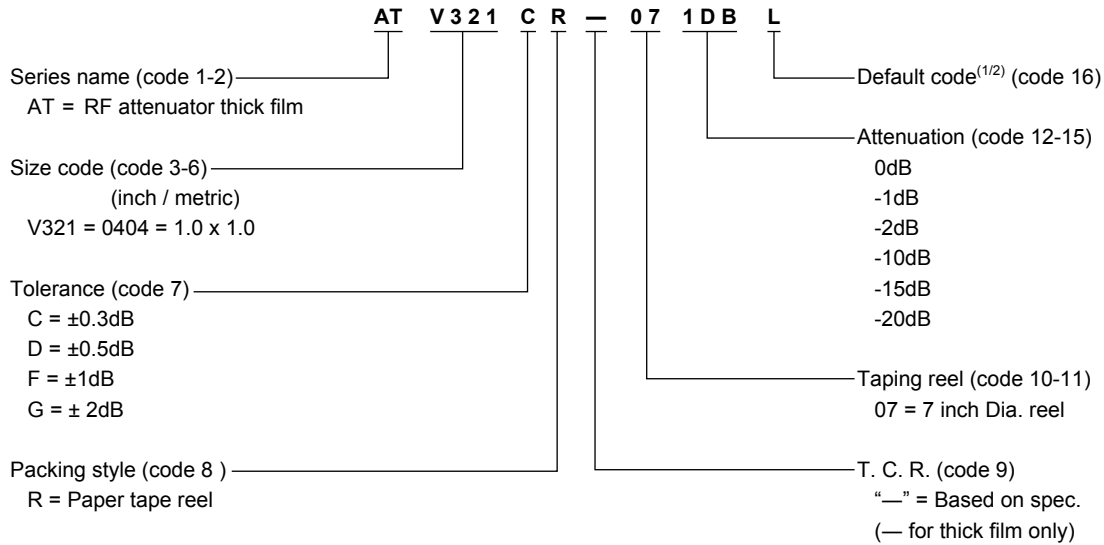 AT V321 C R — 07 1DB L
Series name (code 1-2)
AT = RF attenuator thick film
Size code (code 3-6)
(inch / metric)
V321 = 0404 = 1.0 x 1.0
Tolerance (code 7)
C = ±0.3dB
D = ±0.5dB
F = ±1dB
G = ± 2dB
Packing style (code 8 )
R = Paper tape reel
Default code(1/2) (code 16)
Attenuation (code 12-15)
0dB
-1dB
-2dB
-10dB
-15dB
-20dB
Taping reel (code 10-11)
07 = 7 inch Dia. reel
T. C. R. (code 9)
“—” = Based on spec.
(— for thick film only)